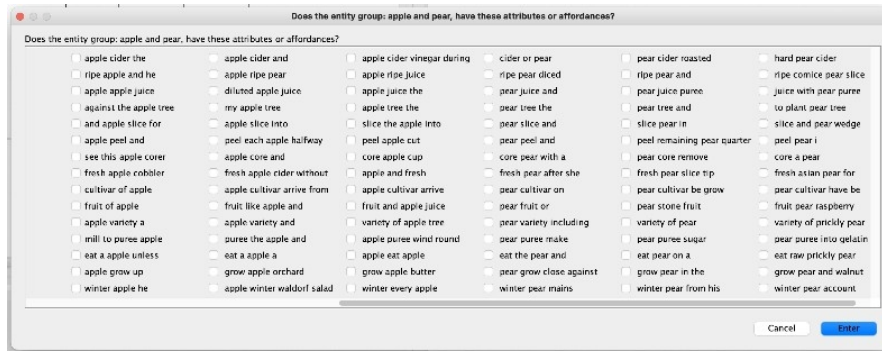 Does the entity group: apple and pear, have these attributes or affordances?
Does the entity group: apple and pear, have these attributes or affordances?
apple cider the apple cider and apple cider vinegar during cider or pear pear cider roasted hard pear cider
ripe apple and he apple ripe pear apple ripe juice ripe pear diced ripe pear and ripe comice pear slice
apple apple juice diluted apple juice apple juice the pear juice and pear juice puree juice with pear puree
against the apple tree my apple tree apple tree the pear tree the pear tree and to plant pear tree
and apple slice for apple slice into slice the apple into pear slice and slice pear in slice and pear wedge
apple peel and peel each apple halfway peel apple cut pear peel and peel remaining pear quarter peel pear i
see this apple corer apple core and core apple cup core pear with a pear core remove core a pear
fresh apple cobbler fresh apple cider without apple and fresh fresh pear after she fresh pear slice tip fresh asian pear for
cultivar of apple apple cultivar arrive from apple cultivar arrive pear cultivar on pear cultivar be grow pear cultivar have be
fruit of apple fruit like apple and fruit and apple juice pear fruit or pear stone fruit fruit pear raspberry
apple variety a apple variety and variety of apple tree pear variety including variety of pear variety of prickly pear
mill to puree apple puree the apple and apple puree wind round pear puree make pear puree sugar pear puree into gelatin
eat a apple unless eat a apple a apple eat apple eat the pear and eat pear on a eat raw prickly pear
apple grow up grow apple orchard grow apple butter pear grow close against grow pear in the grow pear and walnut
winter apple he apple winter waldorf salad winter every apple winter pear mains winter pear from his winter pear account
Cancel Enter